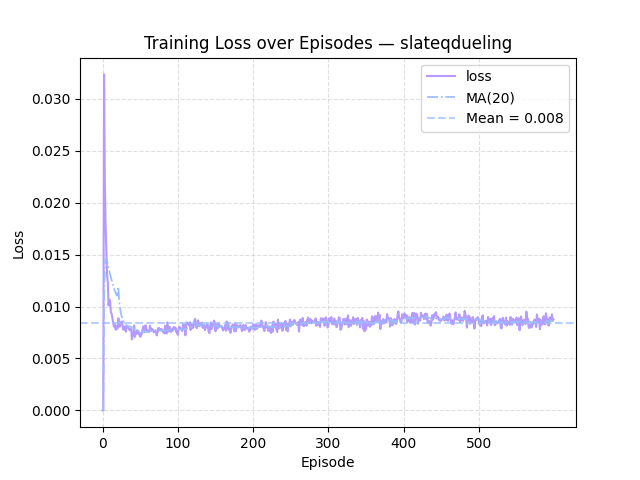 Training Loss over Episodes — slateqdueling
loss
MA(20)
Mean = 0.008
0.030
0.025
0.020
0.015
0.010
0.005
0.000
Loss
0 100 200 300 400 500
Episode